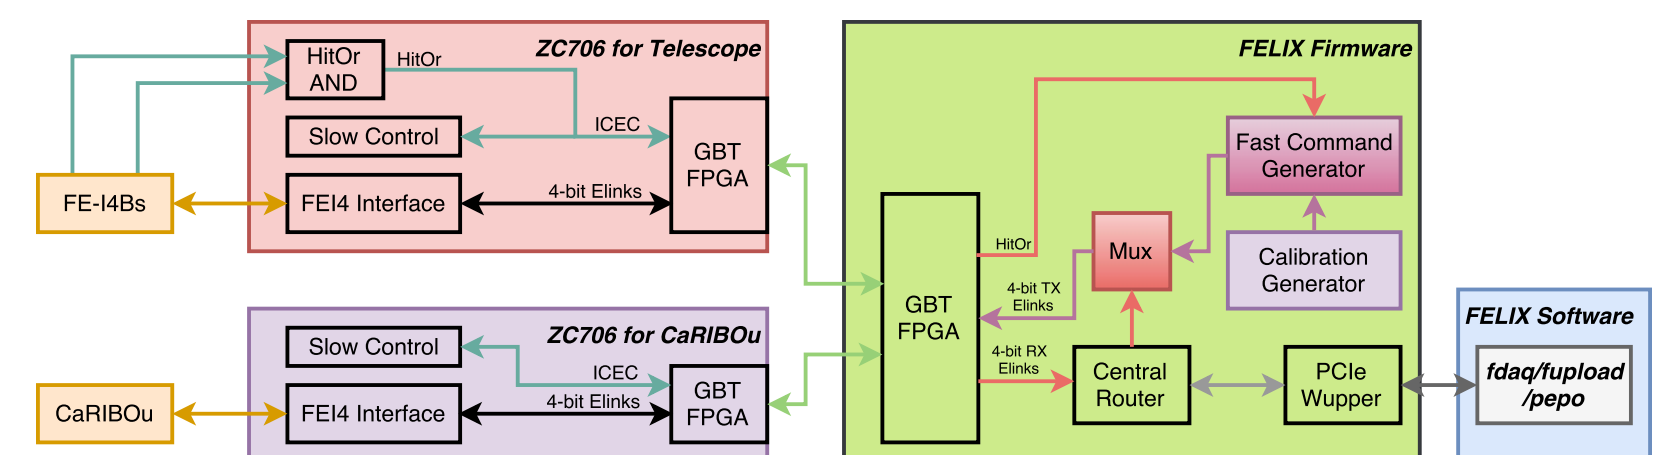 ZC706 for Telescope
HitOr
AND
HitOr
Slow Control
ICEC
GBT
FPGA
FE-I4Bs
FEI4 Interface
4-bit Elinks
ZC706 for CaRIBOu
Slow Control
ICEC
CaRIBOu
FEI4 Interface
4-bit Elinks
GBT
FPGA
FELIX Firmware
Fast Command
Generator
HitOr
Mux
Calibration
Generator
4-bit TX
Elinks
GBT
FPGA
4-bit RX
Elinks
Central
Router
PCIe
Wupper
FELIX Software
fdaq/fupload
/pepo